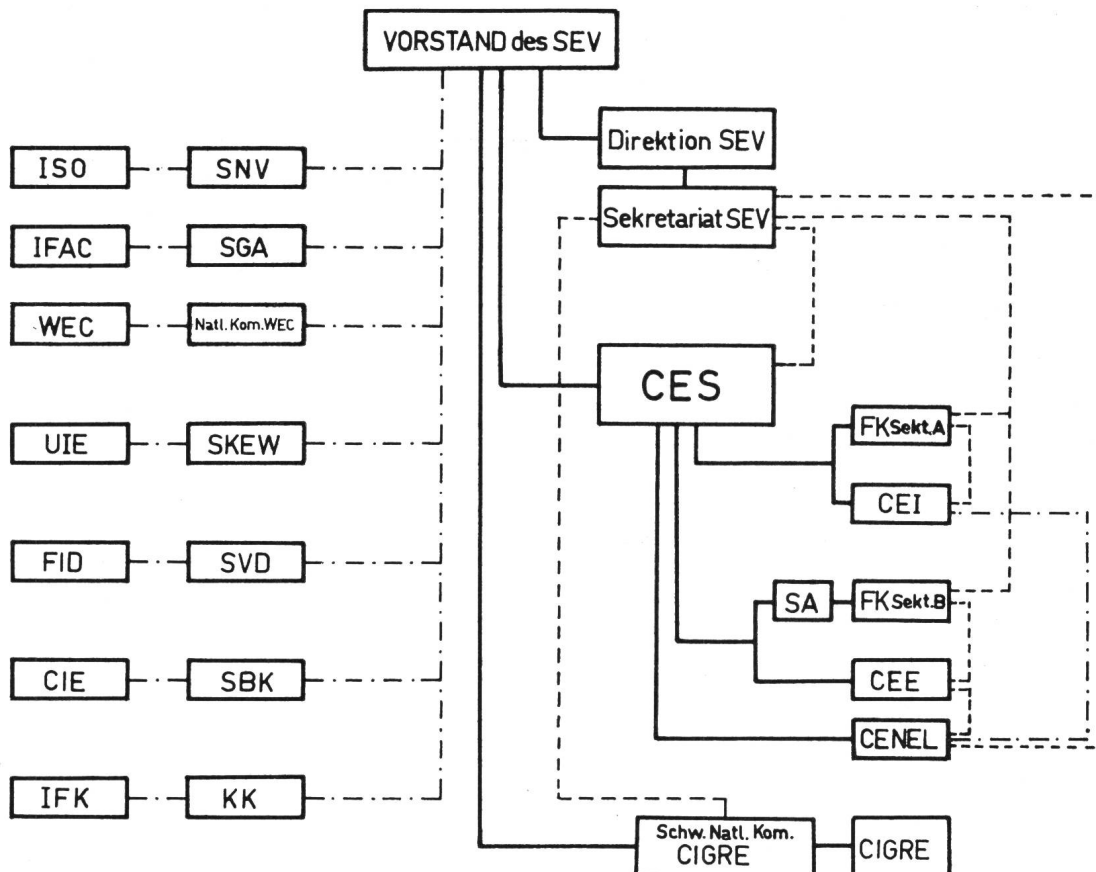 VORSTAND des SEV
Direktion SEV
ISO
SNV
Sekretariat SEV
IFAC
SGA
WEC
Natl. Kom. WEC
CES
FK Sekt. A
UIE
SKEW
CEI
FID
SVD
SA
FK Sekt. B
CIE
SBK
CEE
CENEL
IFK
KK
Schw. Natl. Kom.
CIGRE
CIGRE